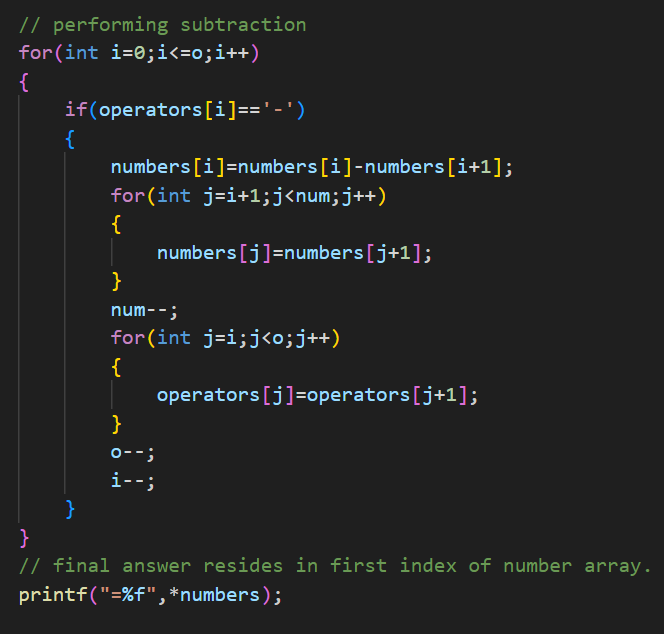 // performing subtraction
for(int i=0;i<=o;i++)
{
    if(operators[i]=='-')
    {
        numbers[i]=numbers[i]-numbers[i+1];
        for(int j=i+1;j<num;j++)
        {
            numbers[j]=numbers[j+1];
        }
        num--;
        for(int j=i;j<o;j++)
        {
            operators[j]=operators[j+1];
        }
        o--;
        i--;
    }
}
// final answer resides in first index of number array.
printf("=%f",*numbers);